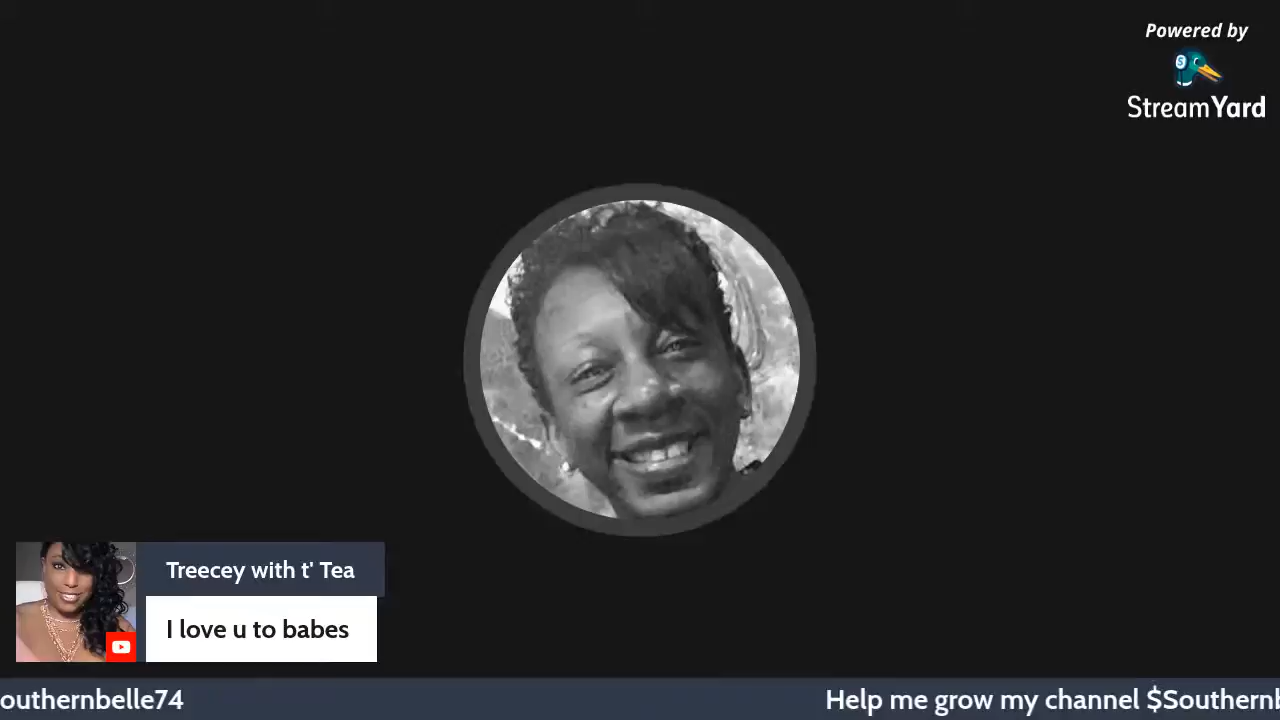 Powered by
StreamYard
Treecey with t' Tea
I love u to babes
outhernbelle74
Help me grow my channel $Southernb